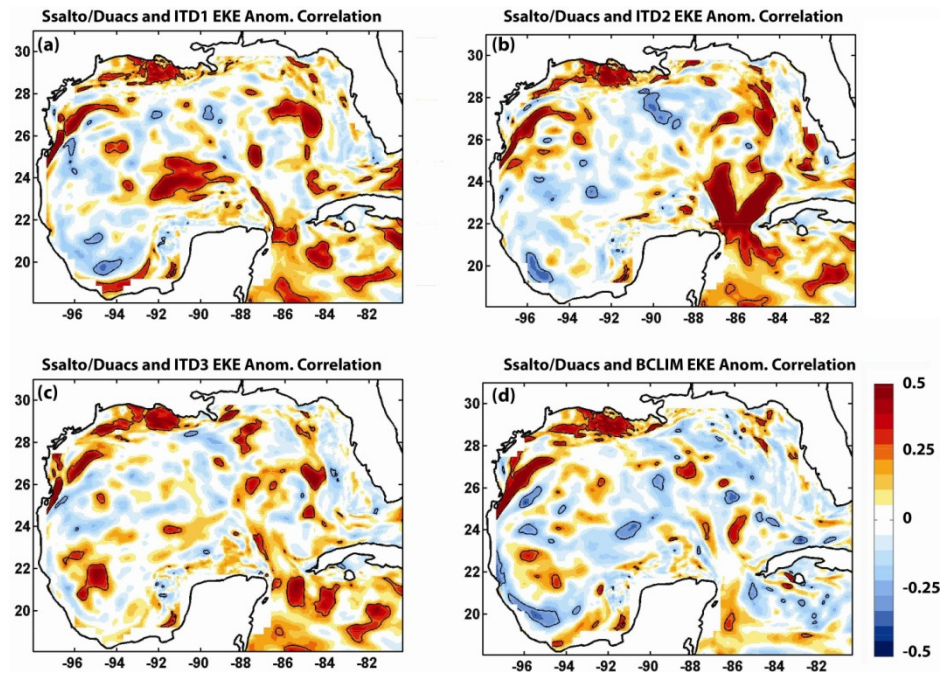 Ssalto/Duacs and ITD1 EKE Anom. Correlation
(a)
30
28
26
24
22
20
-96 -94 -92 -90 -88 -86 -84 -82
Ssalto/Duacs and ITD2 EKE Anom. Correlation
(b)
30
28
26
24
22
20
-96 -94 -92 -90 -88 -86 -84 -82
Ssalto/Duacs and ITD3 EKE Anom. Correlation
(c)
30
28
26
24
22
20
-96 -94 -92 -90 -88 -86 -84 -82
Ssalto/Duacs and BCLIM EKE Anom. Correlation
(d)
30
28
26
24
22
20
-96 -94 -92 -90 -88 -86 -84 -82
0.5
0.25
0
-0.25
-0.5